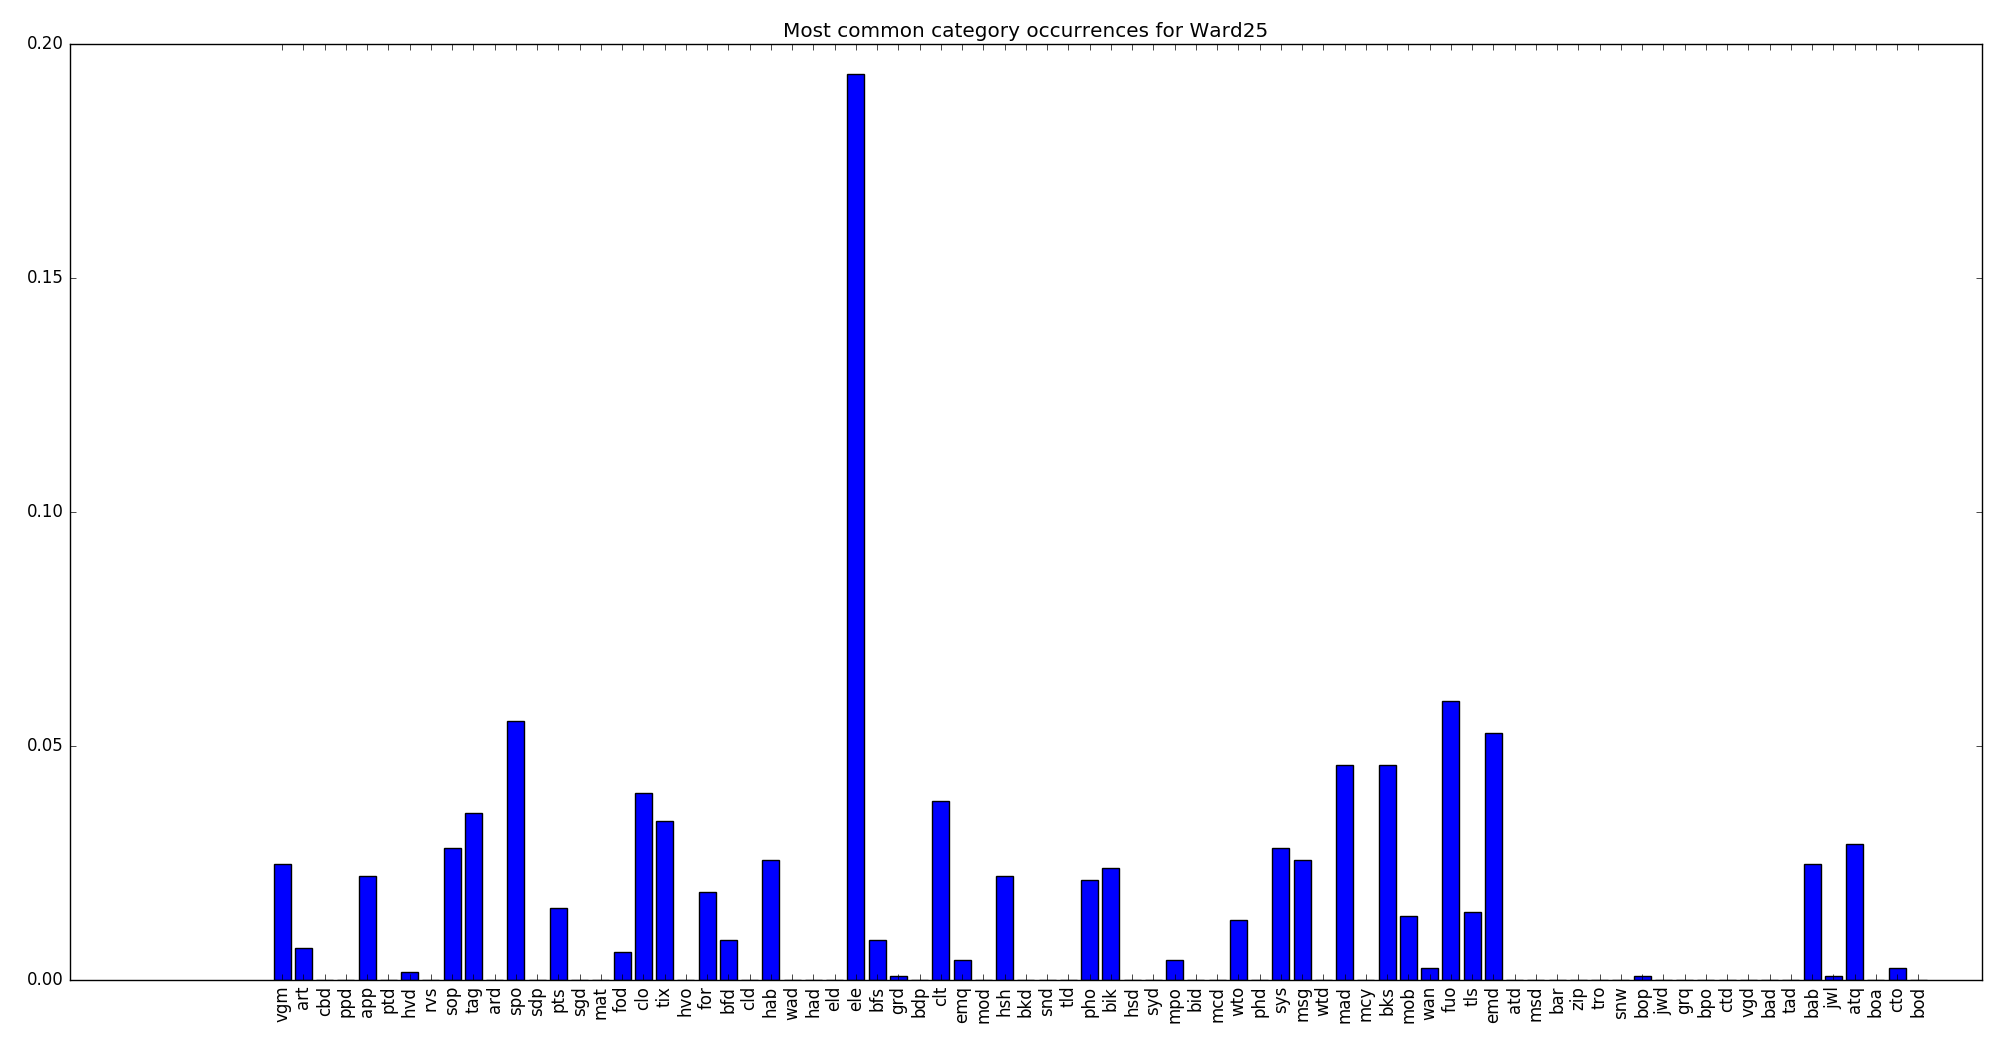 Most common category occurrences for Ward25
0.20
0.15
0.10
0.05
0.00
vgm art cbd ppd app ptd hvd rvs sop tag ard spo sdp pts sgd mat fod clo tix hvo for bfd cld hab wad had eld ele bfs grd bdp clt emq mod hsh bkd snd tld pho bik hsd syd mpo bid mcd wto phd sys msg wtd mad mcy bks mob wan fuo tls emd atd msd bar zip tro snw bop jwd grq bpo ctd vgd bad tad bab jwl atq boa cto bod